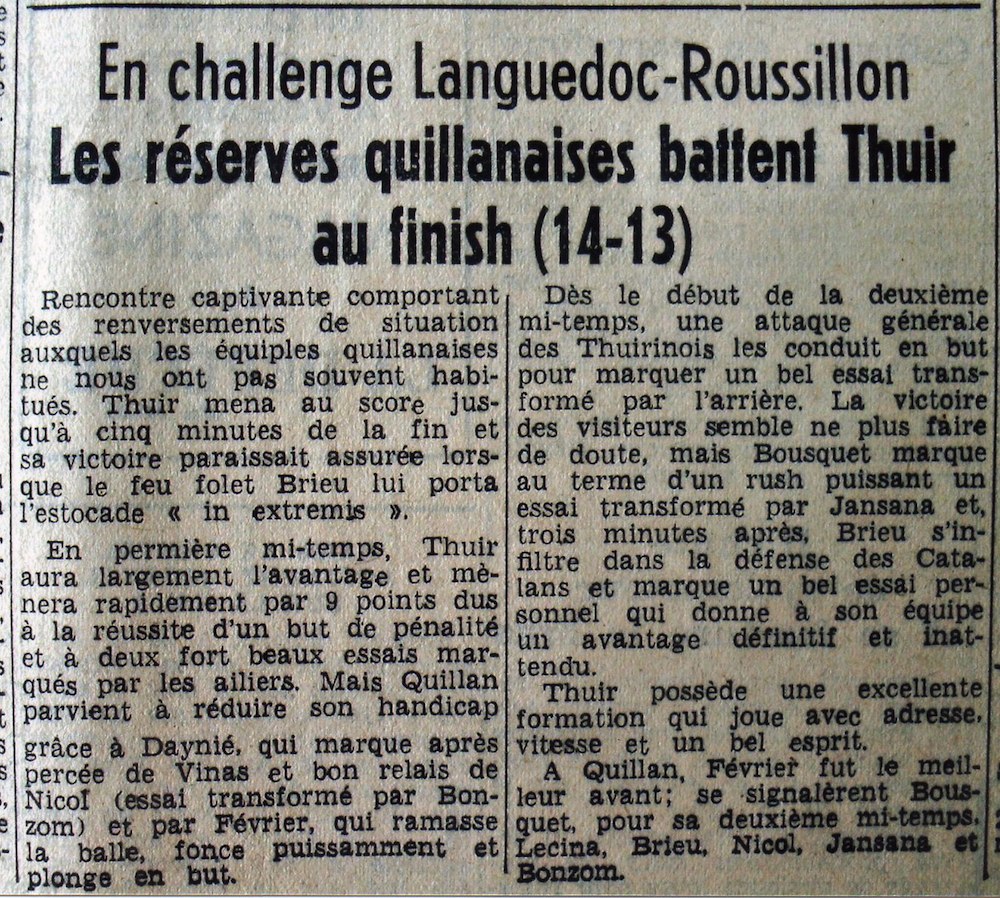 En challenge Languedoc-Roussillon
Les réserves quillanaises battent Thuir
au finish (14-13)
Rencontre captivante comportant
des renversements de situation
auxquels les équiples quillanaises
ne nous ont pas souvent habi-
tués. Thuir mena au score jus-
qu'à cinq minutes de la fin et
sa victoire paraissait assurée lors-
que le feu folet Brieu lui porta
l'estocade « in extremis ».
En permière mi-temps, Thuir
aura largement l'avantage et mè-
nera rapidement par 9 points dus
à la réussite d'un but de pénalité
et à deux fort beaux essais mar-
qués par les ailiers. Mais Quillan
parvient à réduire son handicap
grâce à Daynié, qui marque après
percée de Vinas et bon relais de
Nicol (essai transformé par Bon-
zom) et par Février, qui ramasse
la balle, fonce puissamment et
plonge en but.
Dès le début de la deuxième
mi-temps, une attaque générale
des Thuirinois les conduit en but
pour marquer un bel essai trans-
formé par l'arrière. La victoire
des visiteurs semble ne plus faire
de doute, mais Bousquet marque
au terme d'un rush puissant un
essai transformé par Jansana et,
trois minutes après, Brieu s'in-
filtre dans la défense des Cata-
lans et marque un bel essai per-
sonnel qui donne à son équipe
un avantage définitif et inat-
tendu.
Thuir possède une excellente
formation qui joue avec adresse,
vitesse et un bel esprit.
A Quillan, Février fut le meil-
leur avant; se signalèrent Bous-
quet, pour sa deuxième mi-temps,
Lecina, Brieu, Nicol, Jansana et
Bonzom.